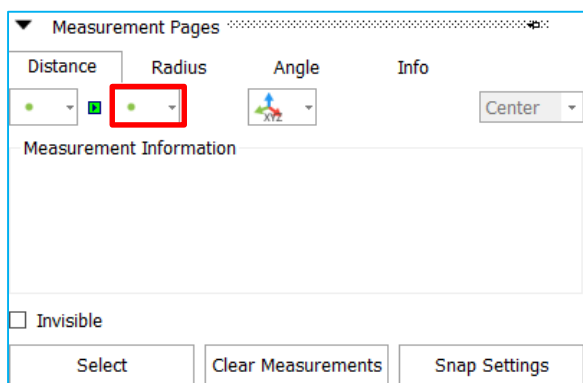 Measurement Pages
Distance Radius Angle Info
XYZ Center
Measurement Information
Invisible
Select Clear Measurements Snap Settings